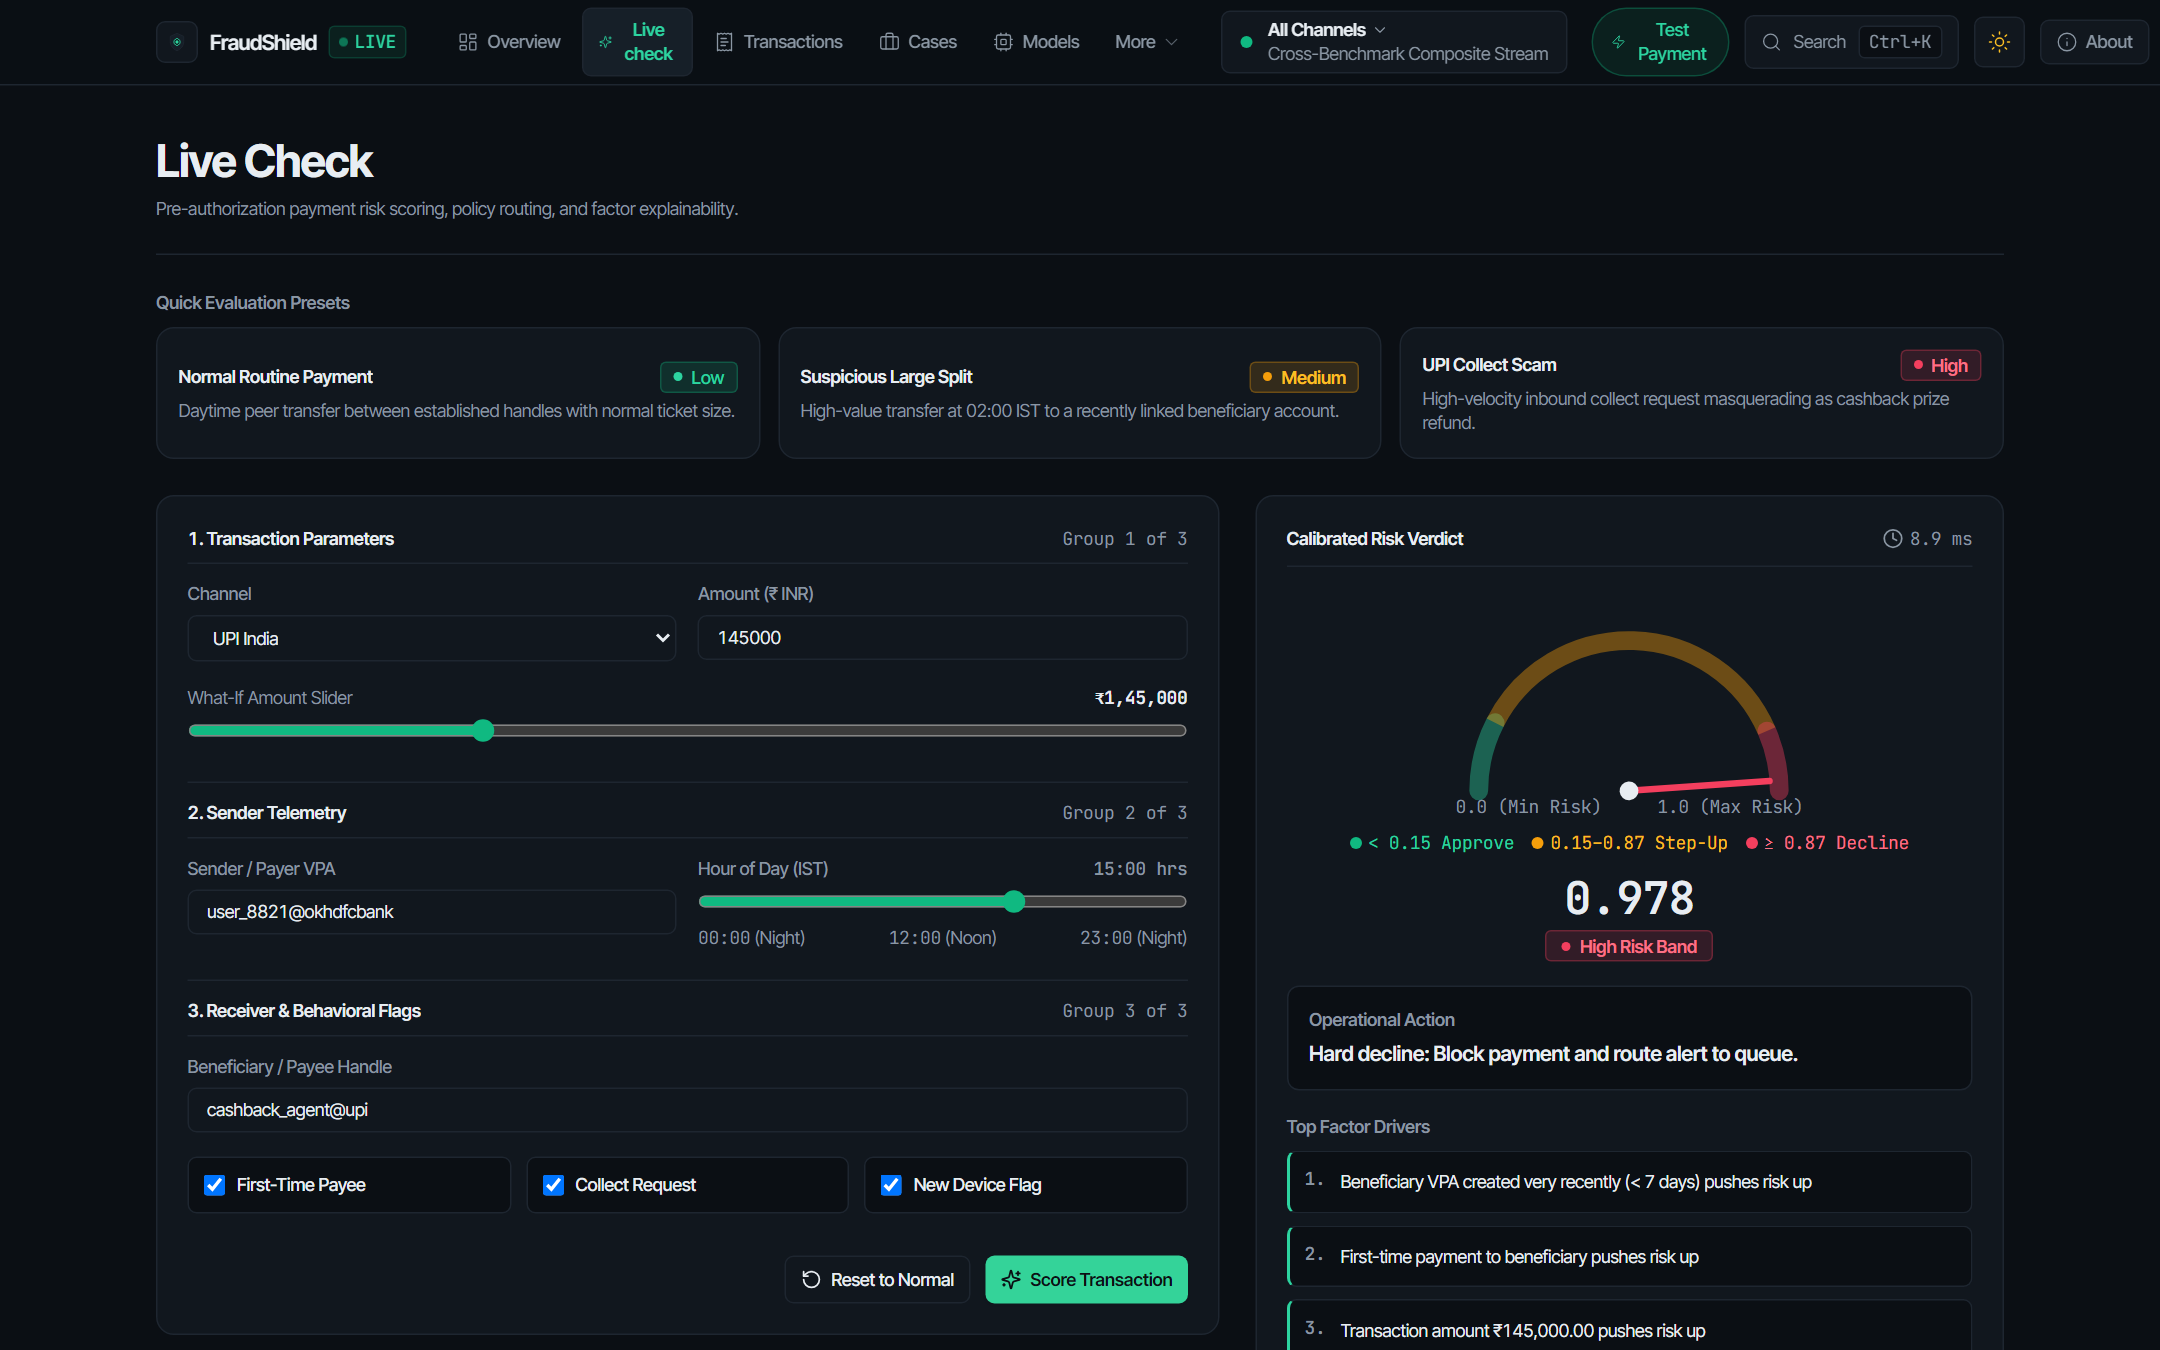 FraudShield
LIVE
Overview
Live
check
Transactions
Cases
Models
More
All Channels
Cross-Benchmark Composite Stream
Test
Payment
Search
Ctrl+K
About
Live Check
Pre-authorization payment risk scoring, policy routing, and factor explainability.
Quick Evaluation Presets
Normal Routine Payment
Low
Daytime peer transfer between established handles with normal ticket size.
Suspicious Large Split
Medium
High-value transfer at 02:00 IST to a recently linked beneficiary account.
UPI Collect Scam
High
High-velocity inbound collect request masquerading as cashback prize
refund.
1. Transaction Parameters
Group 1 of 3
Channel
Amount (₹ INR)
UPI India
145000
What-If Amount Slider
₹1,45,000
2. Sender Telemetry
Group 2 of 3
Sender / Payer VPA
Hour of Day (IST)
15:00 hrs
user_8821@okhdfcbank
00:00 (Night)
12:00 (Noon)
23:00 (Night)
3. Receiver & Behavioral Flags
Group 3 of 3
Beneficiary / Payee Handle
cashback_agent@upi
First-Time Payee
Collect Request
New Device Flag
Reset to Normal
Score Transaction
Calibrated Risk Verdict
8.9 ms
0.0 (Min Risk)
1.0 (Max Risk)
< 0.15 Approve
0.15–0.87 Step-Up
≥ 0.87 Decline
0.978
High Risk Band
Operational Action
Hard decline: Block payment and route alert to queue.
Top Factor Drivers
1. Beneficiary VPA created very recently (< 7 days) pushes risk up
2. First-time payment to beneficiary pushes risk up
3. Transaction amount ₹145,000.00 pushes risk up